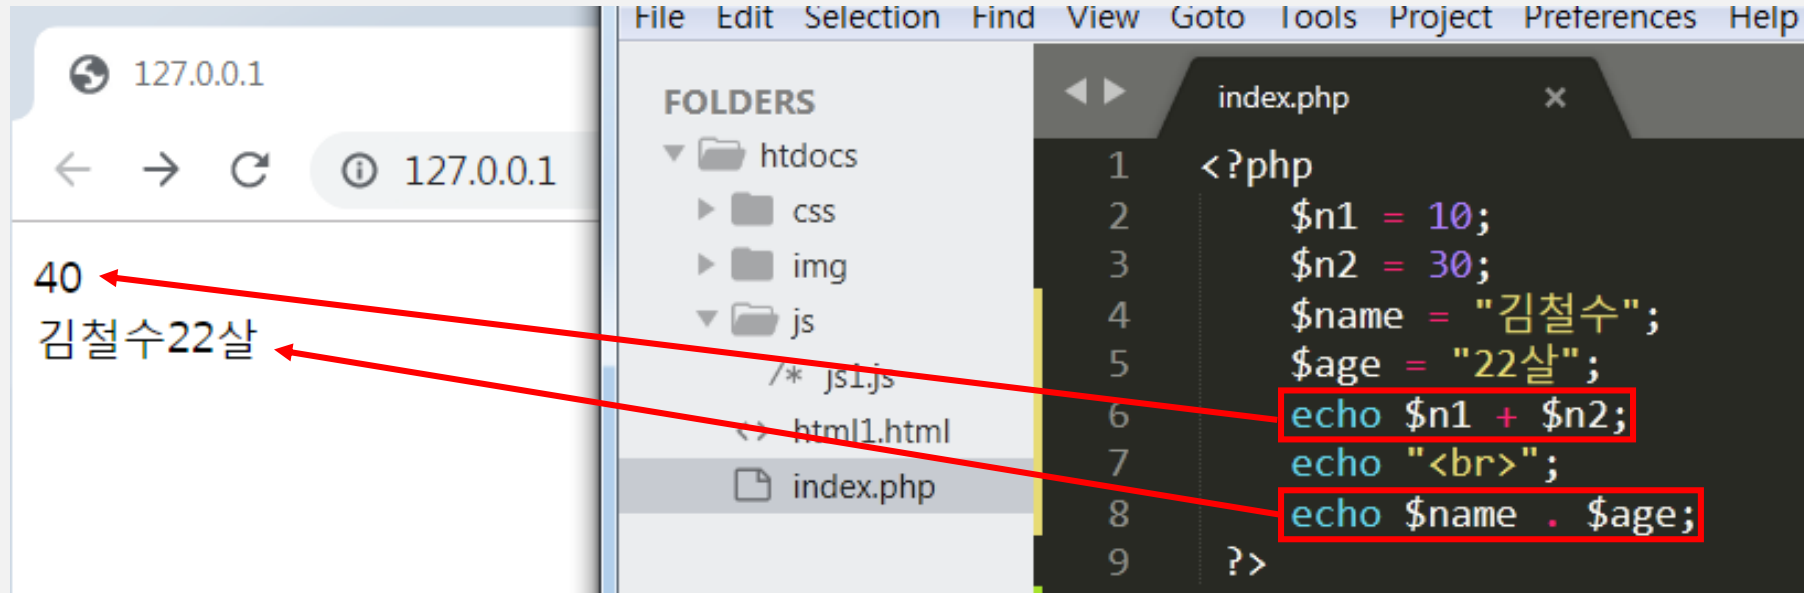 127.0.0.1
127.0.0.1
40
김철수22살
File Edit Selection Find View Goto Tools Project Preferences Help
FOLDERS
htdocs
css
img
js
/* js1.js
<> html1.html
index.php
index.php ×
1 <?php
2 $n1 = 10;
3 $n2 = 30;
4 $name = "김철수";
5 $age = "22살";
6 echo $n1 + $n2;
7 echo "<br>";
8 echo $name . $age;
9 ?>